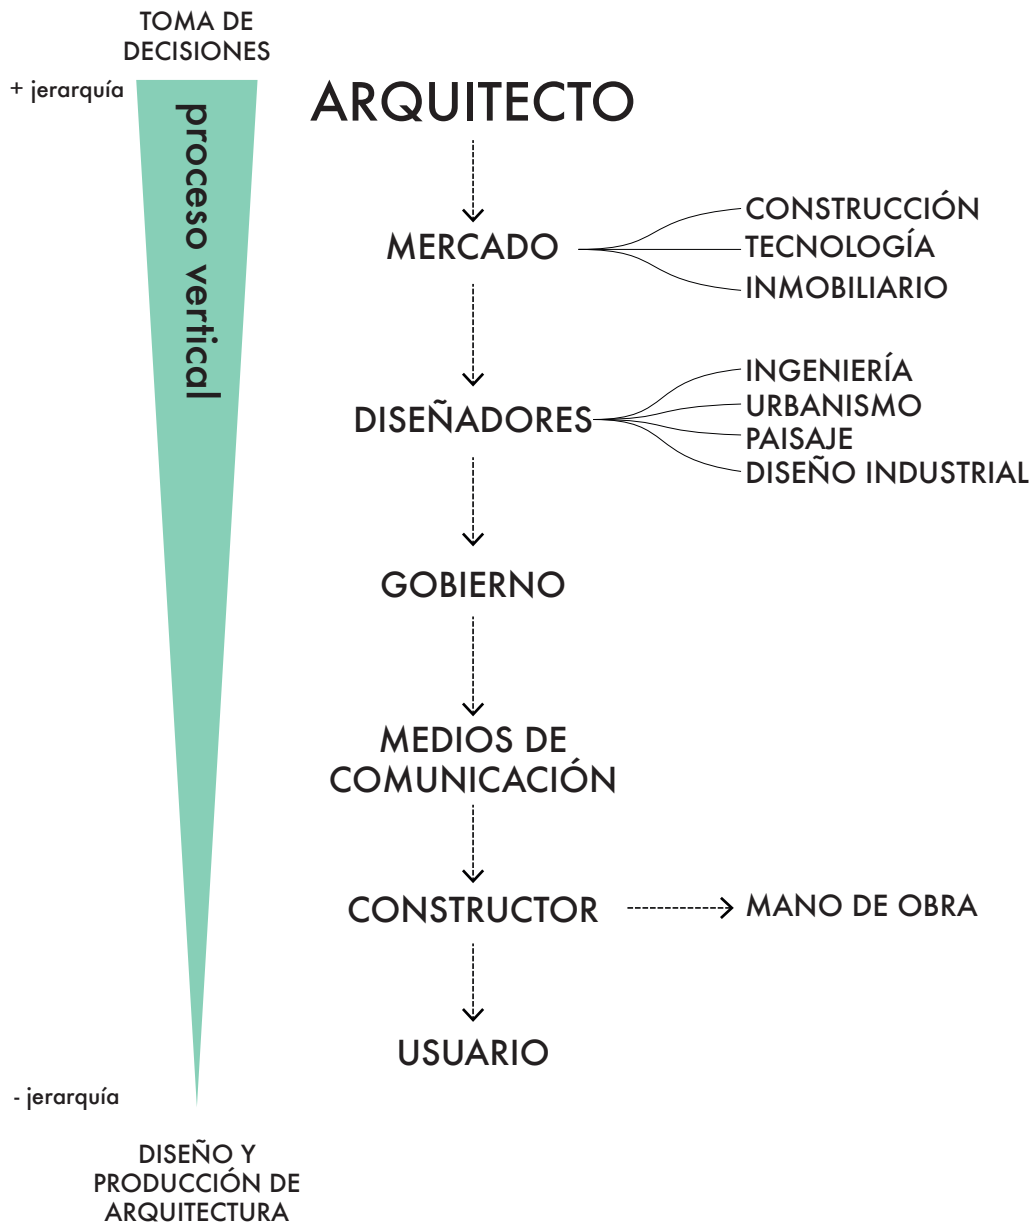 TOMA DE
DECISIONES
+ jerarquía
proceso vertical
ARQUITECTO
MERCADO
CONSTRUCCIÓN
TECNOLOGÍA
INMOBILIARIO
DISEÑADORES
INGENIERÍA
URBANISMO
PAISAJE
DISEÑO INDUSTRIAL
GOBIERNO
MEDIOS DE
COMUNICACIÓN
CONSTRUCTOR
MANO DE OBRA
USUARIO
- jerarquía
DISEÑO Y
PRODUCCIÓN DE
ARQUITECTURA